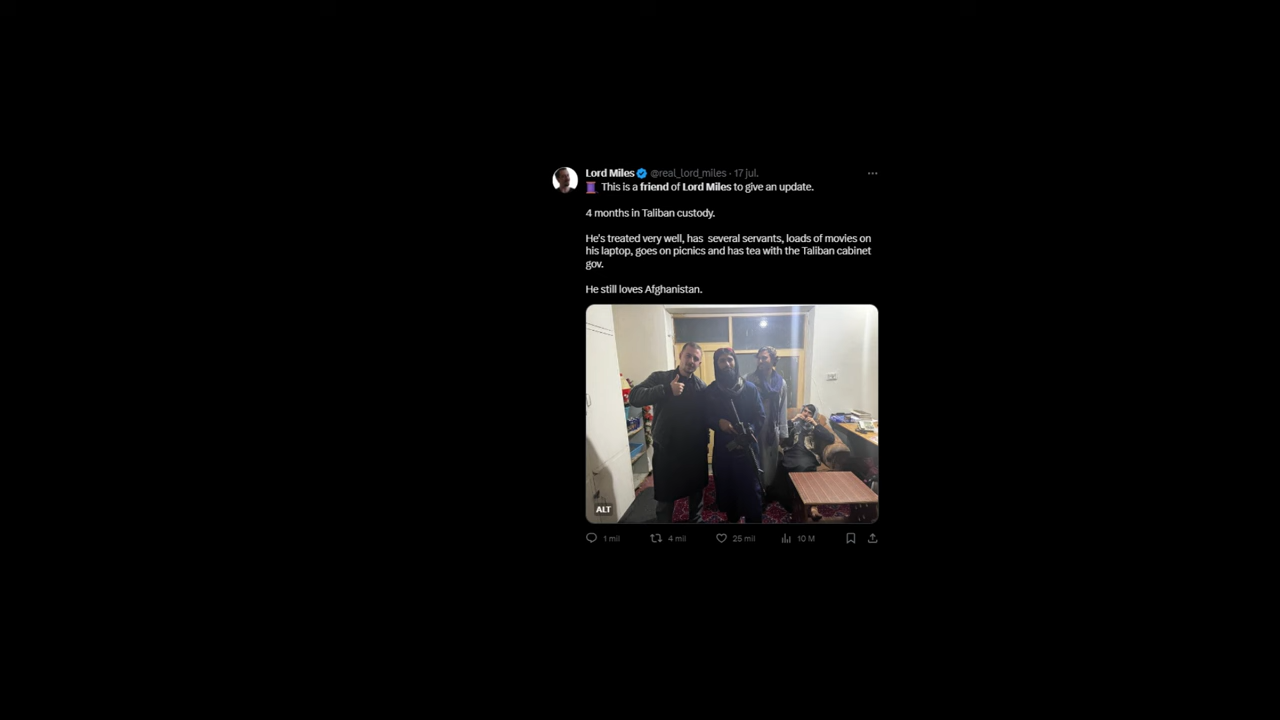 Lord Miles @real_lord_miles · 17 jul.
This is a friend of Lord Miles to give an update.
4 months in Taliban custody.
He's treated very well, has several servants, loads of movies on
his laptop, goes on picnics and has tea with the Taliban cabinet
gov.
He still loves Afghanistan.
ALT
1 mil 4 mil 25 mil 10 M